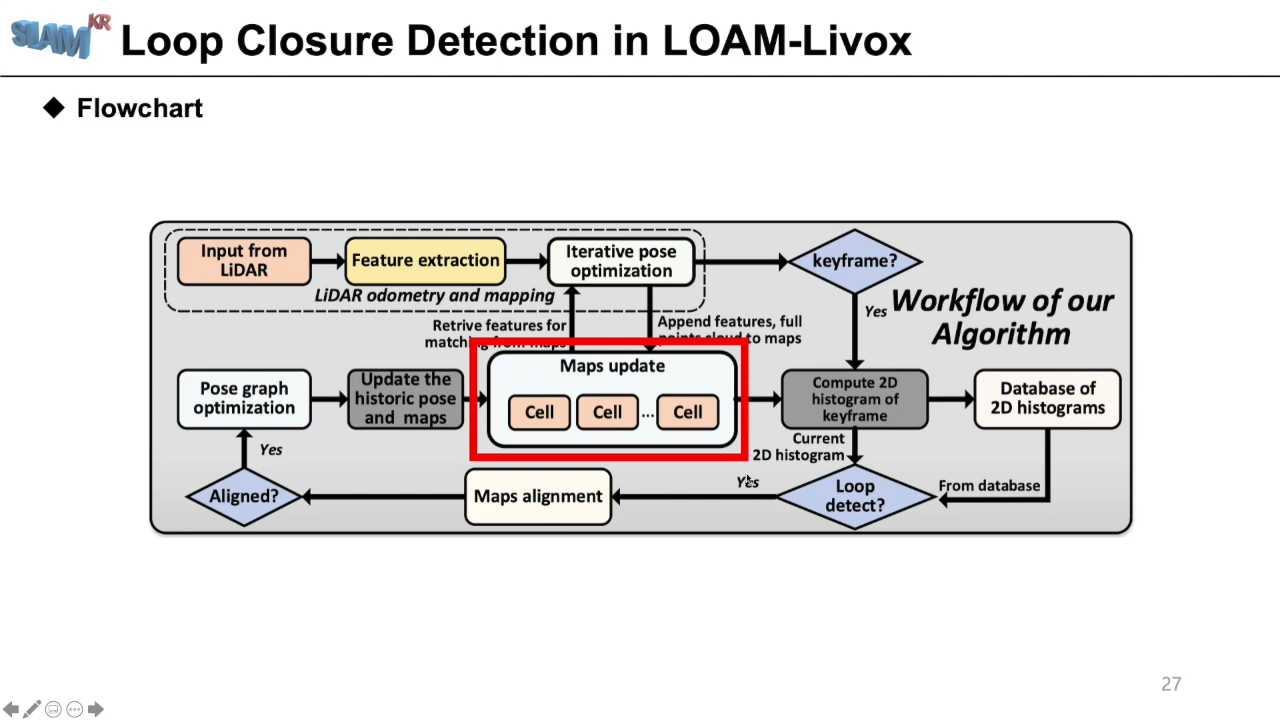 SLAM KR
Loop Closure Detection in LOAM-Livox
Flowchart
Input from
LiDAR
Feature extraction
Iterative pose
optimization
keyframe?
LiDAR odometry and mapping
Yes
Workflow of our
Algorithm
Retrive features for
matching from maps
Append features, full
points cloud to maps
Pose graph
optimization
Update the
historic pose
and maps
Maps update
Cell
Cell
...
Cell
Compute 2D
histogram of
keyframe
Database of
2D histograms
Yes
Current
2D histogram
Aligned?
Maps alignment
Yes
Loop
detect?
From database
27